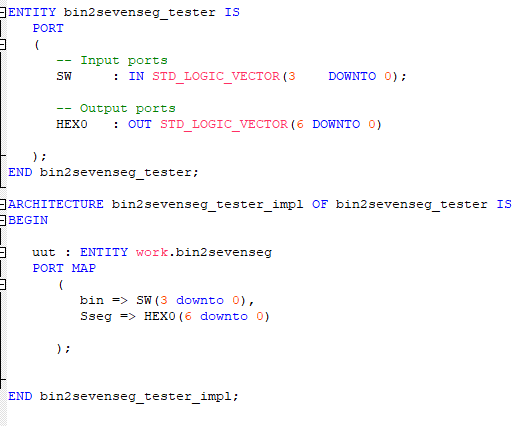 ENTITY bin2sevenseg_tester IS
PORT
(
-- Input ports
SW : IN STD_LOGIC_VECTOR(3 DOWNTO 0);
-- Output ports
HEX0 : OUT STD_LOGIC_VECTOR(6 DOWNTO 0)
);
END bin2sevenseg_tester;
ARCHITECTURE bin2sevenseg_tester_impl OF bin2sevenseg_tester IS
BEGIN
uut : ENTITY work.bin2sevenseg
PORT MAP
(
bin => SW(3 downto 0),
Sseg => HEX0(6 downto 0)
);
END bin2sevenseg_tester_impl;